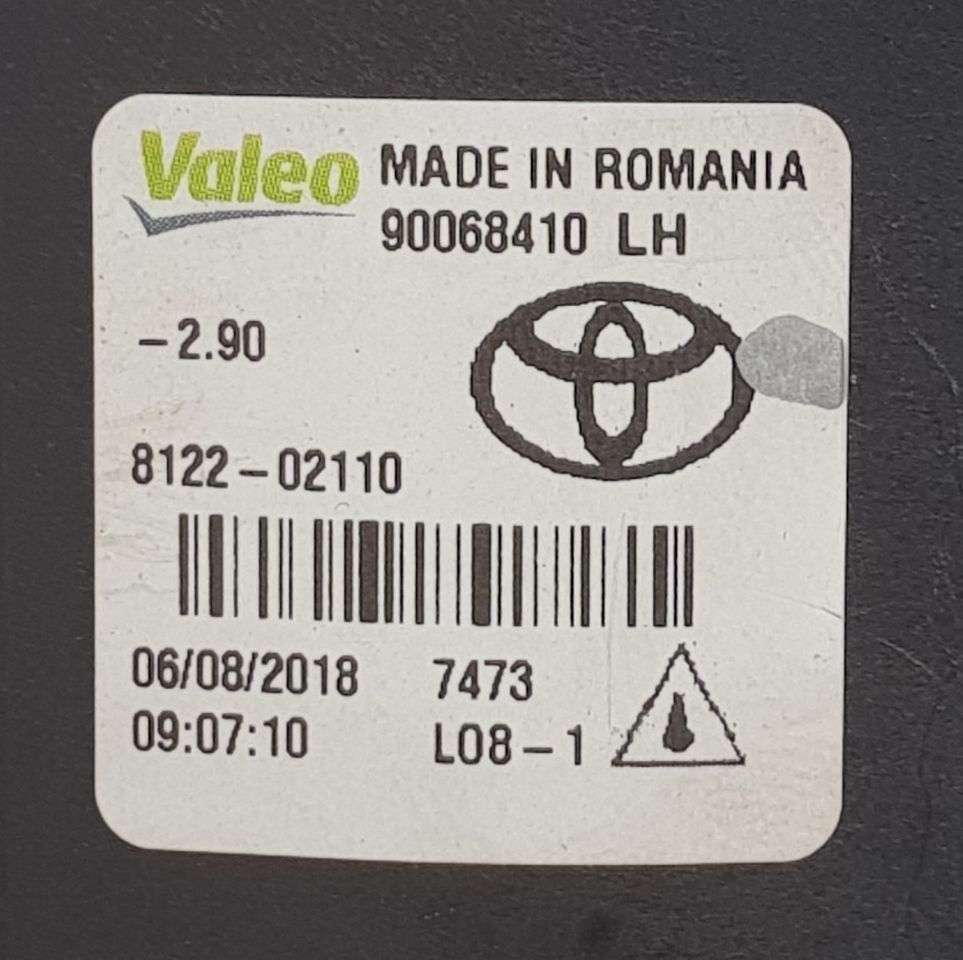 Valeo MADE IN ROMANIA
90068410 LH
-2.90
8122-02110
06/08/2018 7473
09:07:10 L08-1